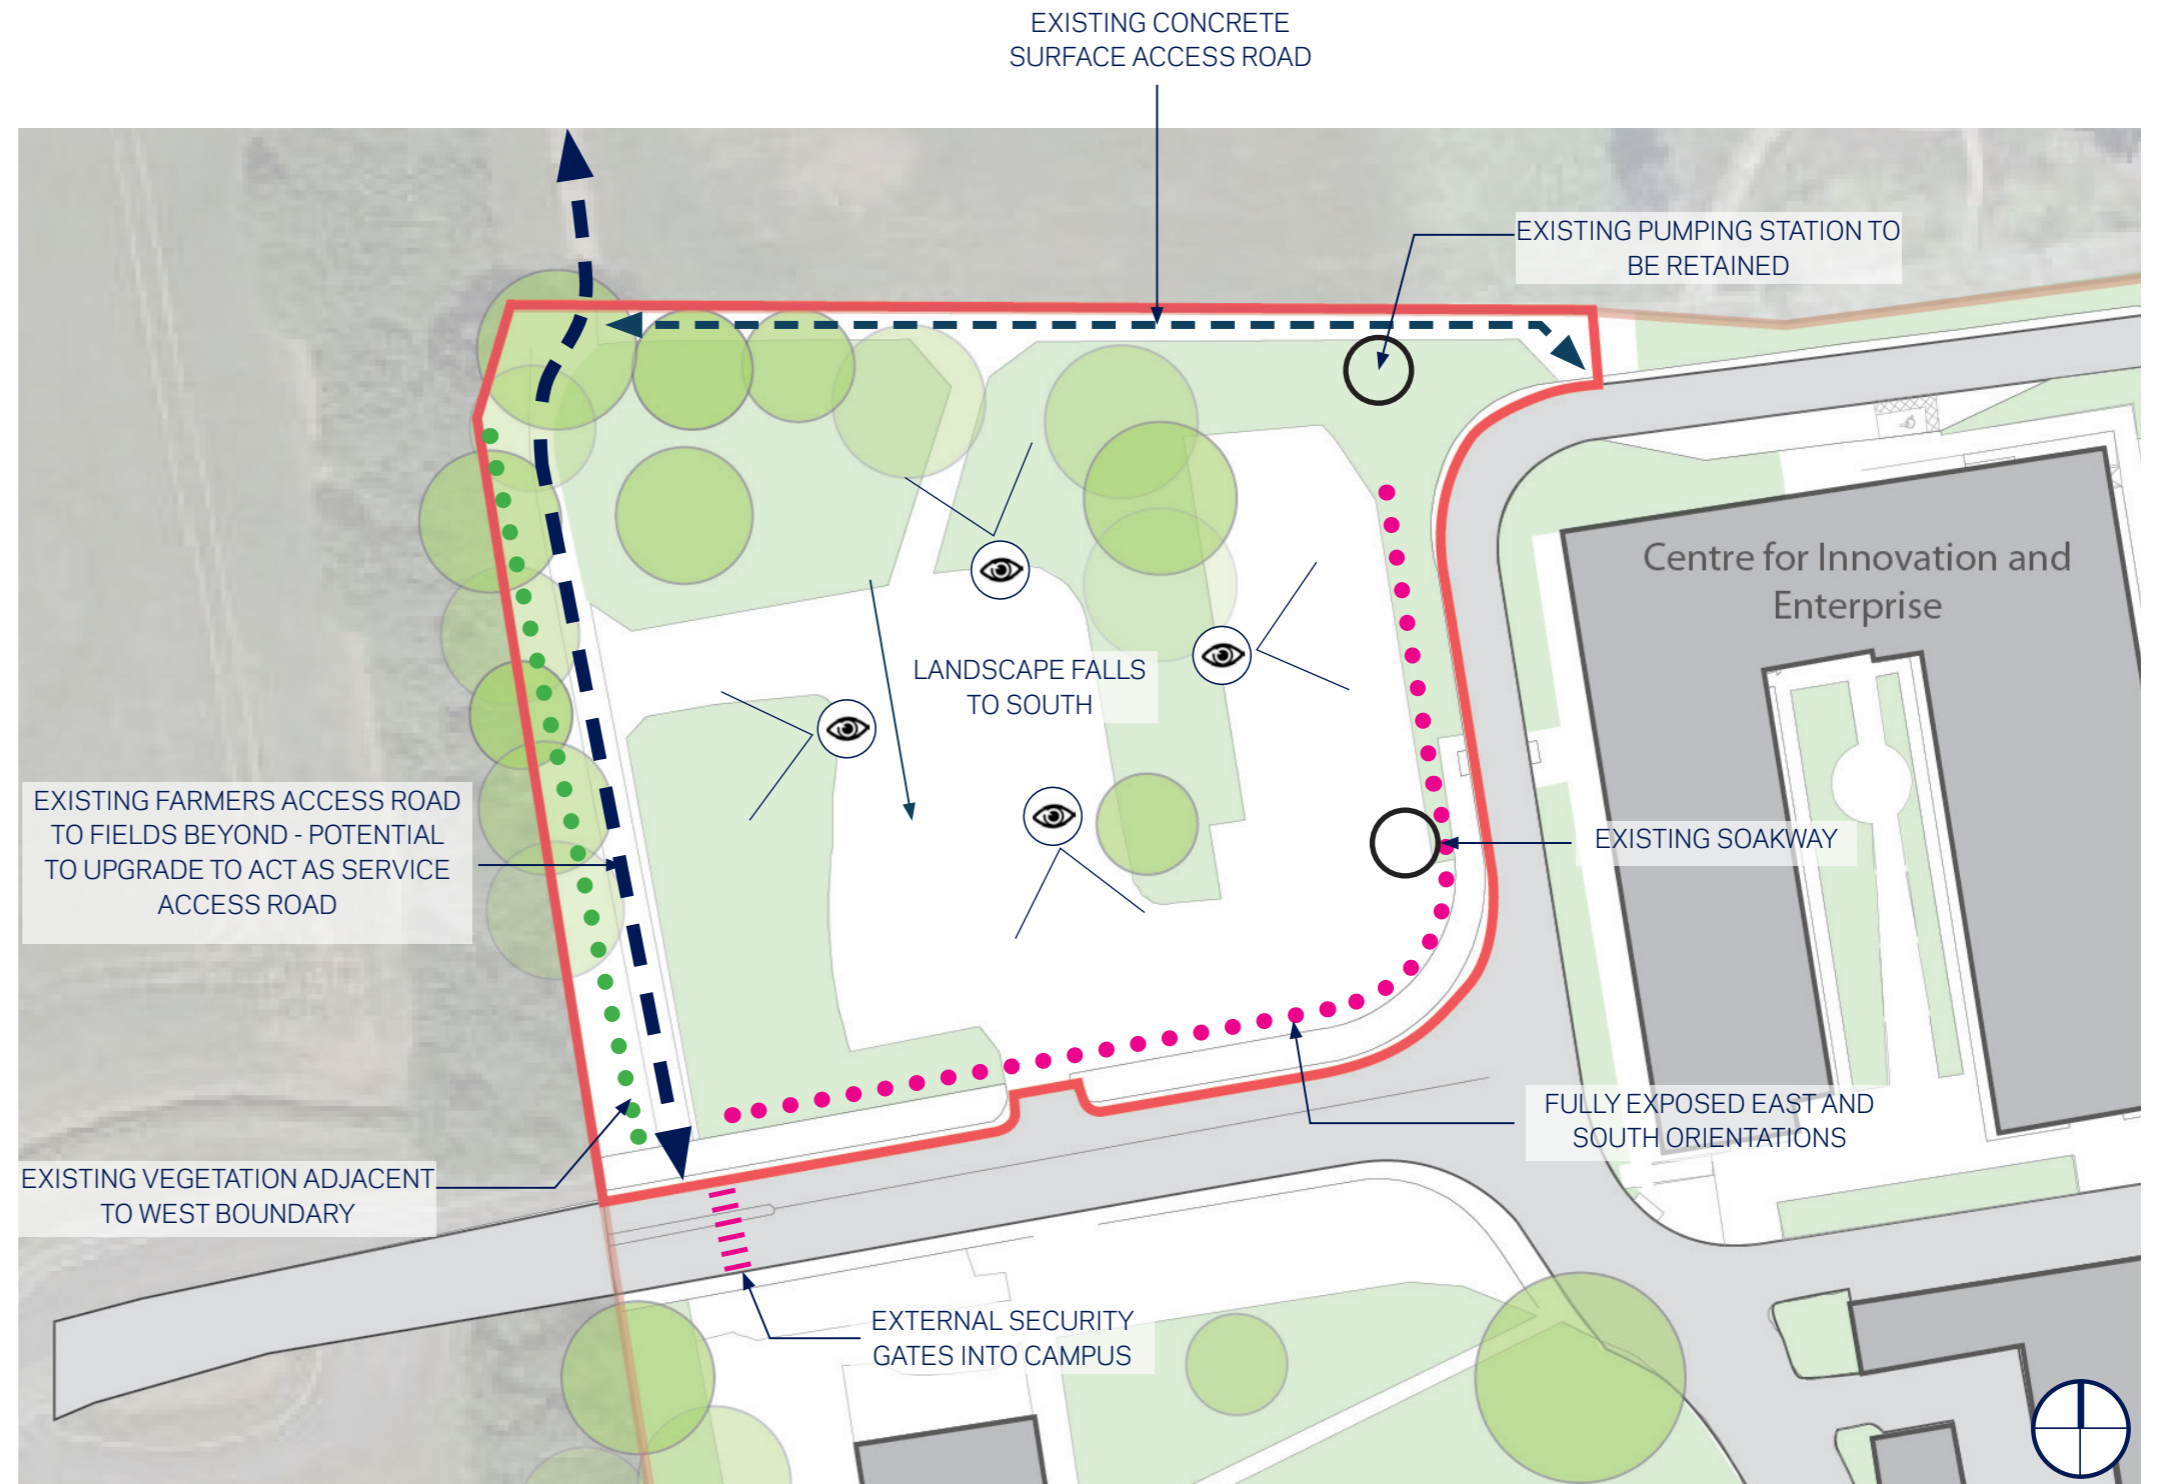 EXISTING CONCRETE
SURFACE ACCESS ROAD
EXISTING PUMPING STATION TO
BE RETAINED
Centre for Innovation and
Enterprise
LANDSCAPE FALLS
TO SOUTH
EXISTING FARMERS ACCESS ROAD
TO FIELDS BEYOND - POTENTIAL
TO UPGRADE TO ACT AS SERVICE
ACCESS ROAD
EXISTING SOAKWAY
FULLY EXPOSED EAST AND
SOUTH ORIENTATIONS
EXISTING VEGETATION ADJACENT
TO WEST BOUNDARY
EXTERNAL SECURITY
GATES INTO CAMPUS